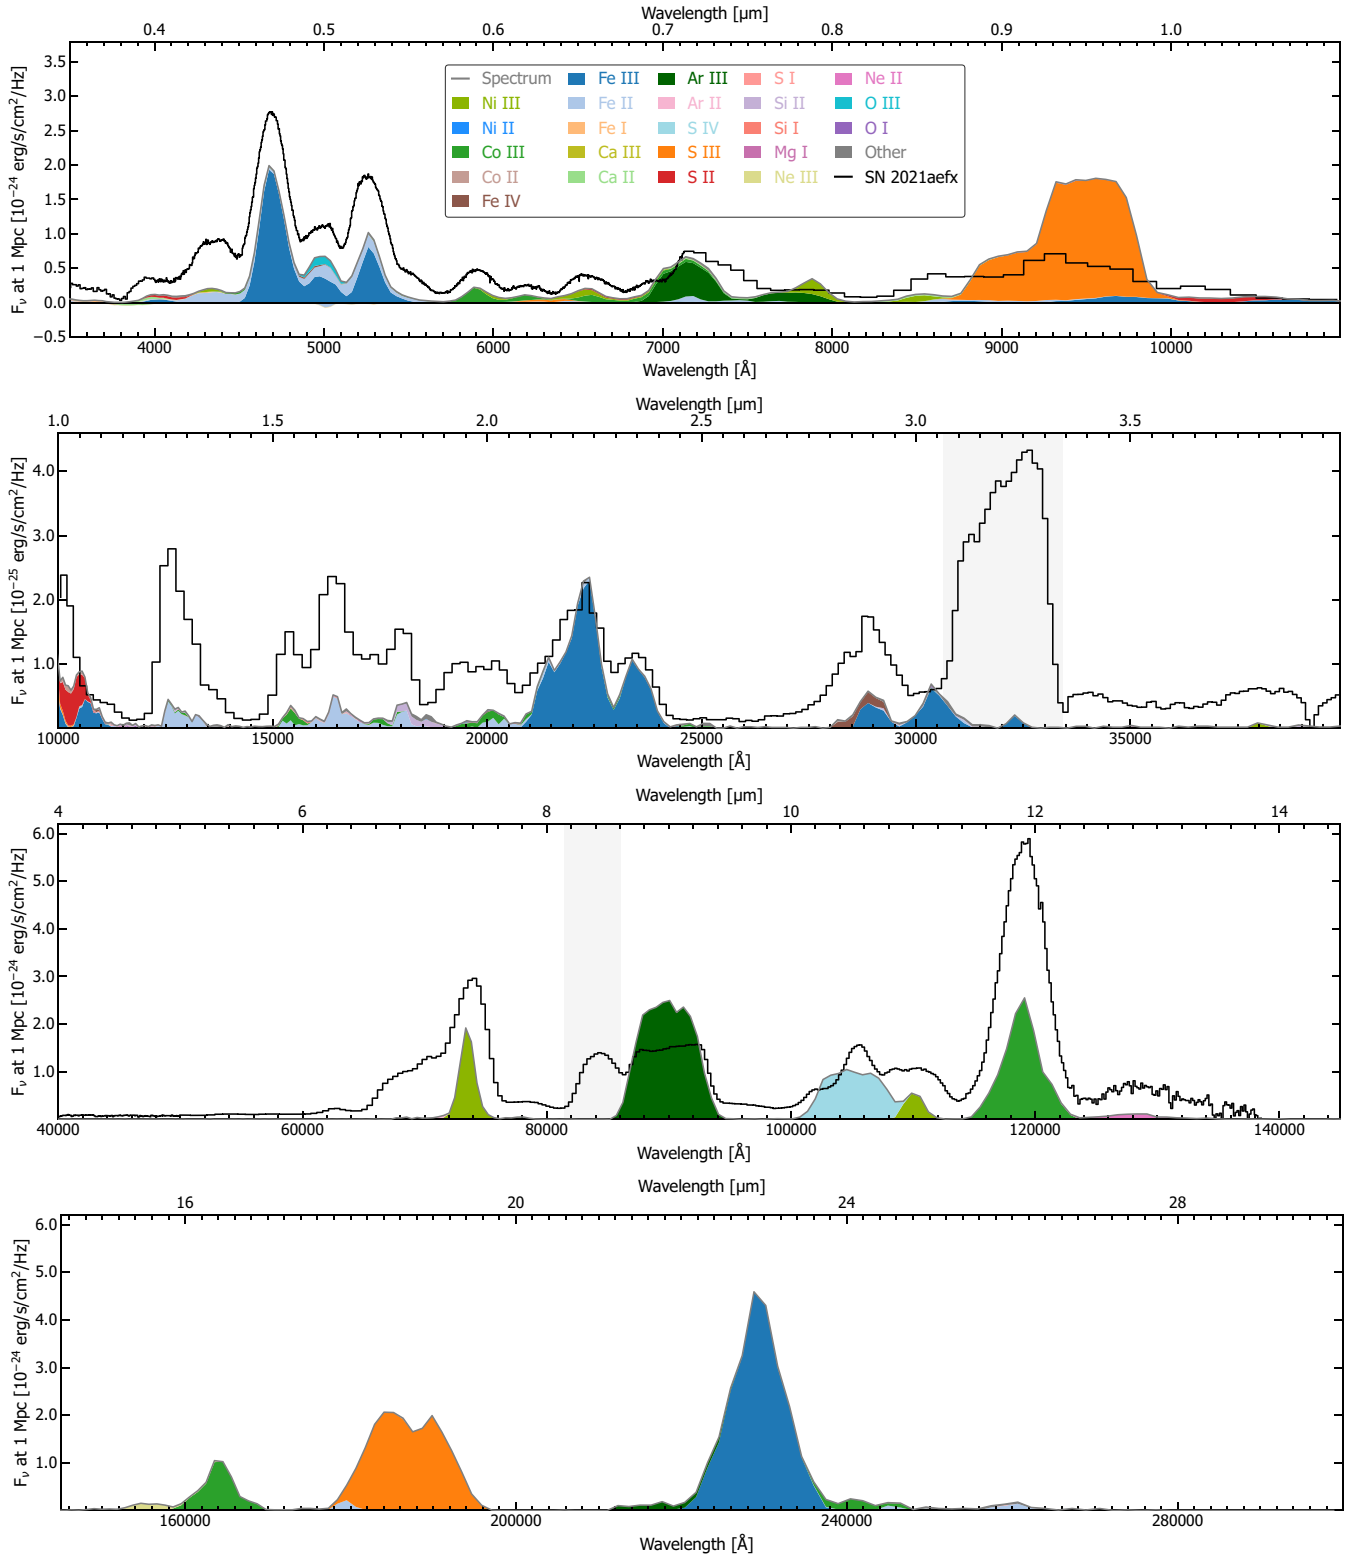 Wavelength [μm]
0.4 0.5 0.6 0.7 0.8 0.9 1.0
F_ν at 1 Mpc [10⁻²⁴ erg/s/cm²/Hz]
3.5
3.0
2.5
2.0
1.5
1.0
0.5
0.0
−0.5
Spectrum Fe III Ar III S I Ne II
Ni III Fe II Ar II Si II O III
Ni II Fe I S IV Si I O I
Co III Ca III S III Mg I Other
Co II Ca II S II Ne III SN 2021aefx
Fe IV
4000 5000 6000 7000 8000 9000 10000
Wavelength [Å]
Wavelength [μm]
1.0 1.5 2.0 2.5 3.0 3.5
F_ν at 1 Mpc [10⁻²⁵ erg/s/cm²/Hz]
4.0
3.0
2.0
1.0
10000 15000 20000 25000 30000 35000
Wavelength [Å]
Wavelength [μm]
4 6 8 10 12 14
F_ν at 1 Mpc [10⁻²⁴ erg/s/cm²/Hz]
6.0
5.0
4.0
3.0
2.0
1.0
40000 60000 80000 100000 120000 140000
Wavelength [Å]
Wavelength [μm]
16 20 24 28
F_ν at 1 Mpc [10⁻²⁴ erg/s/cm²/Hz]
6.0
5.0
4.0
3.0
2.0
1.0
160000 200000 240000 280000
Wavelength [Å]